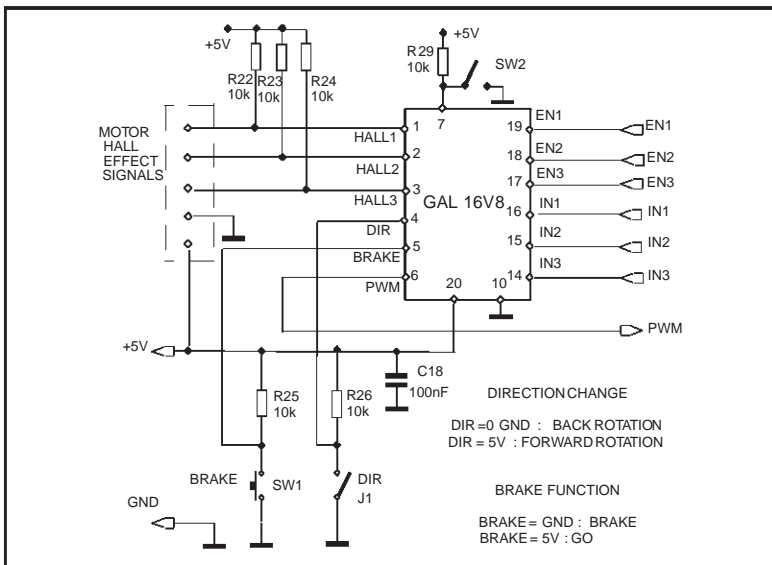 +5V
R22
10k
R23
10k
R24
10k
R29
10k
+5V
SW2
MOTOR
HALL
EFFECT
SIGNALS
HALL1
HALL2
HALL3
DIR
BRAKE
PWM
1
2
3
4
5
6
7
GAL 16V8
20
10
19
18
17
16
15
14
EN1
EN2
EN3
IN1
IN2
IN3
EN1
EN2
EN3
IN1
IN2
IN3
PWM
+5V
C18
100nF
R25
10k
R26
10k
BRAKE
SW1
DIR
J1
GND
DIRECTION CHANGE
DIR =0 GND : BACK ROTATION
DIR = 5V : FORWARD ROTATION
BRAKE FUNCTION
BRAKE = GND : BRAKE
BRAKE = 5V : GO